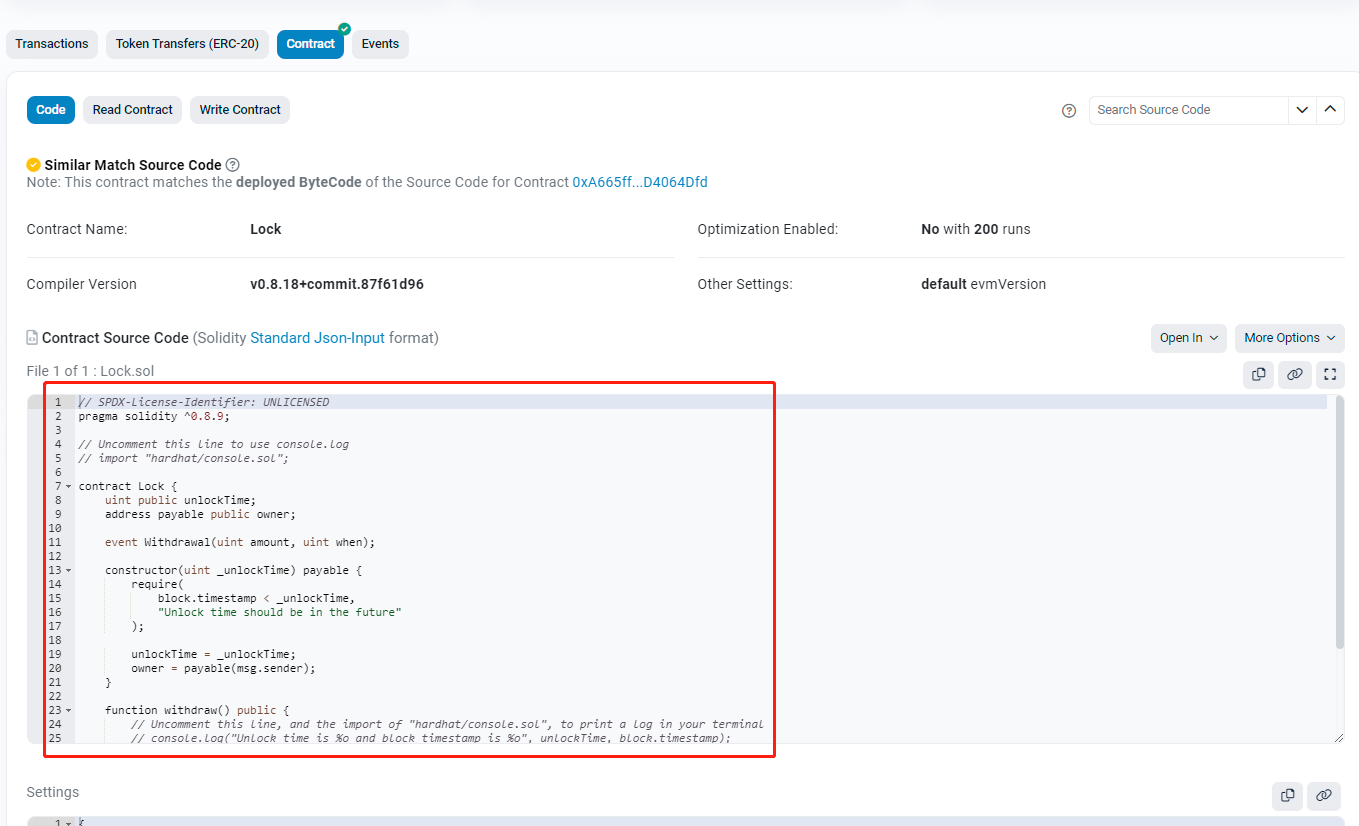 Transactions
Token Transfers (ERC-20)
Contract
Events
Code
Read Contract
Write Contract
Search Source Code
Similar Match Source Code
Note: This contract matches the deployed ByteCode of the Source Code for Contract 0xA665ff...D4064Dfd
Contract Name:
Lock
Optimization Enabled:
No with 200 runs
Compiler Version
v0.8.18+commit.87f61d96
Other Settings:
default evmVersion
Contract Source Code (Solidity Standard Json-Input format)
Open In
More Options
File 1 of 1 : Lock.sol
1 // SPDX-License-Identifier: UNLICENSED
2 pragma solidity ^0.8.9;
3
4 // Uncomment this line to use console.log
5 // import "hardhat/console.sol";
6
7 contract Lock {
8     uint public unlockTime;
9     address payable public owner;
10
11     event Withdrawal(uint amount, uint when);
12
13     constructor(uint _unlockTime) payable {
14         require(
15             block.timestamp < _unlockTime,
16             "Unlock time should be in the future"
17         );
18
19         unlockTime = _unlockTime;
20         owner = payable(msg.sender);
21     }
22
23     function withdraw() public {
24         // Uncomment this line, and the import of "hardhat/console.sol", to print a log in your terminal
25         // console.log("Unlock time is %o and block timestamp is %o", unlockTime, block.timestamp);
Settings
1 {